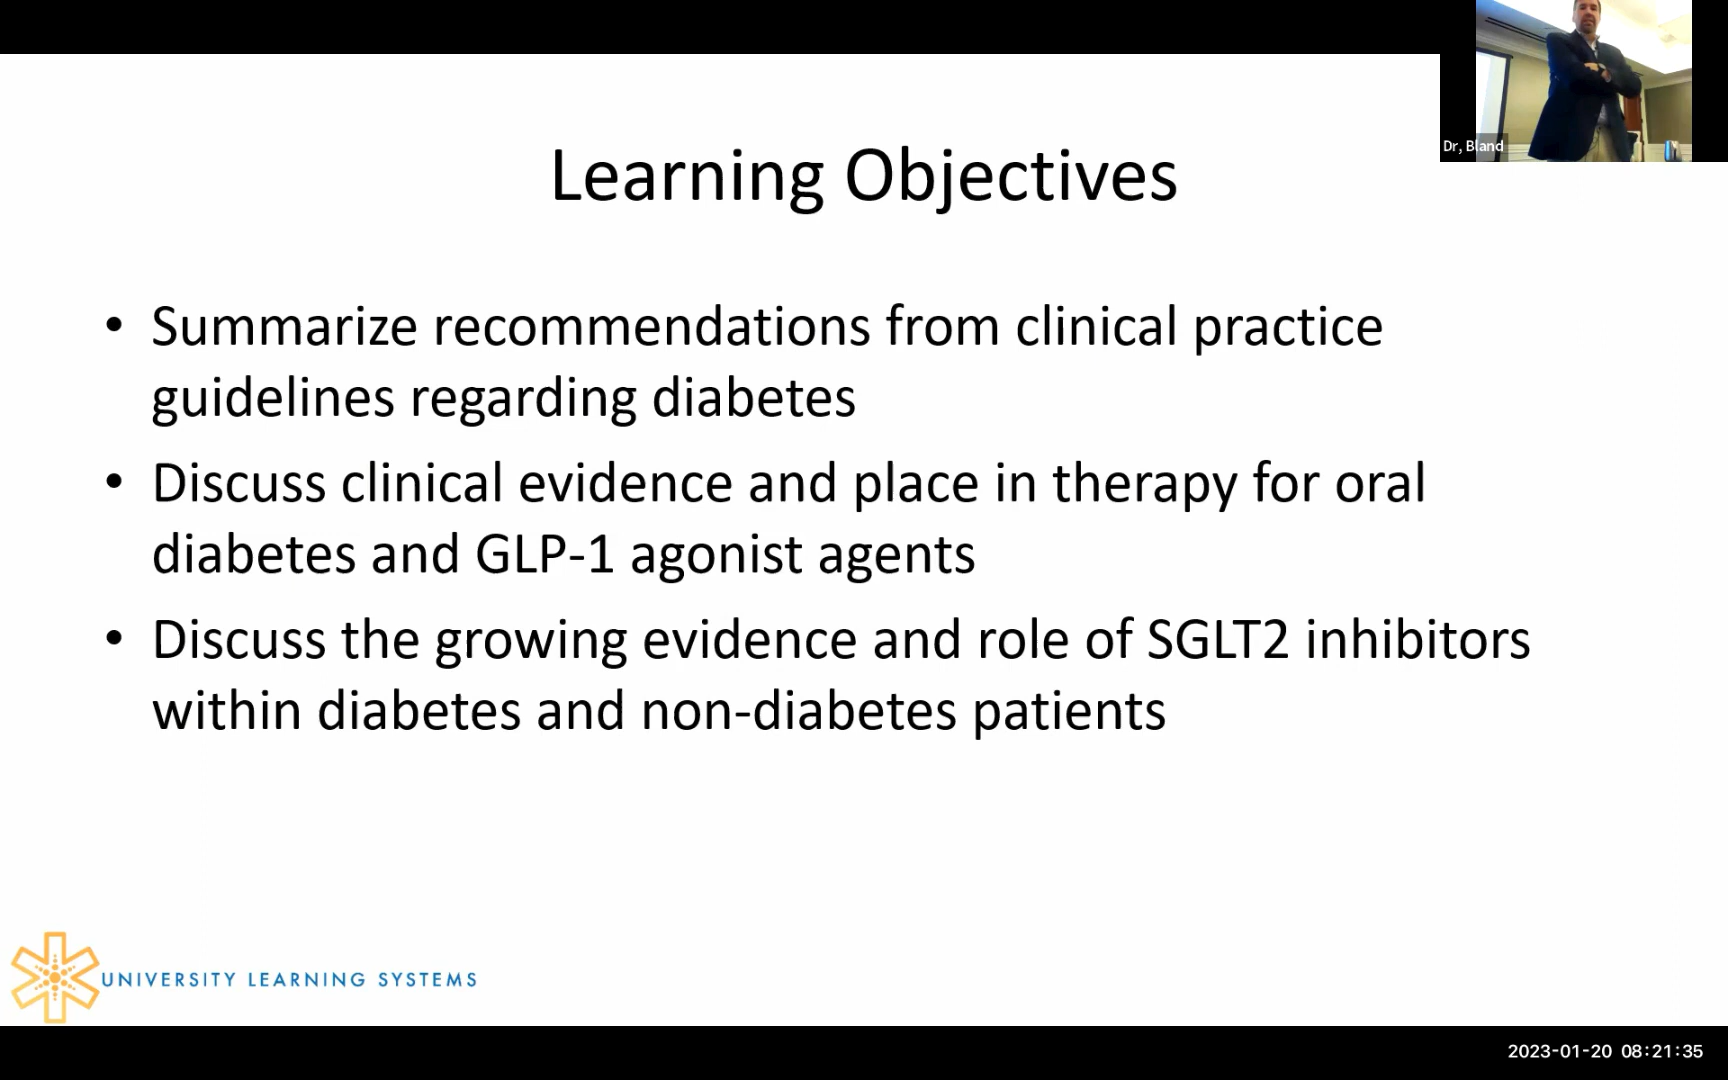 Dr, Bland
Learning Objectives
• Summarize recommendations from clinical practice
guidelines regarding diabetes
• Discuss clinical evidence and place in therapy for oral
diabetes and GLP-1 agonist agents
• Discuss the growing evidence and role of SGLT2 inhibitors
within diabetes and non-diabetes patients
UNIVERSITY LEARNING SYSTEMS
2023-01-20 08:21:35